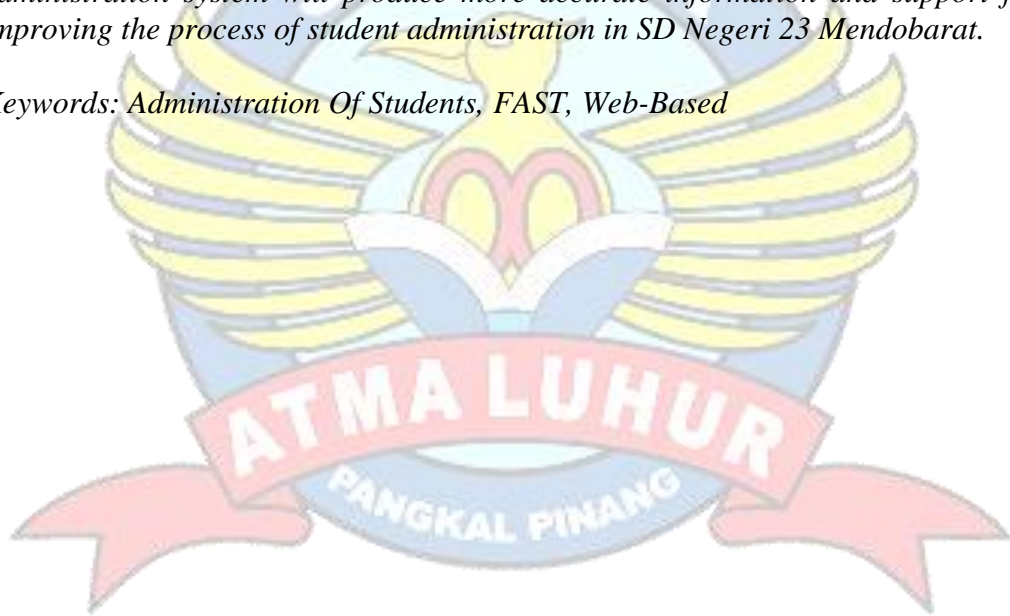 administration system will produce more accurate information and support
improving the process of student administration in SD Negeri 23 Mendobarat.
Keywords: Administration Of Students, FAST, Web-Based
ATMA LUHUR
PANGKAL PINANG